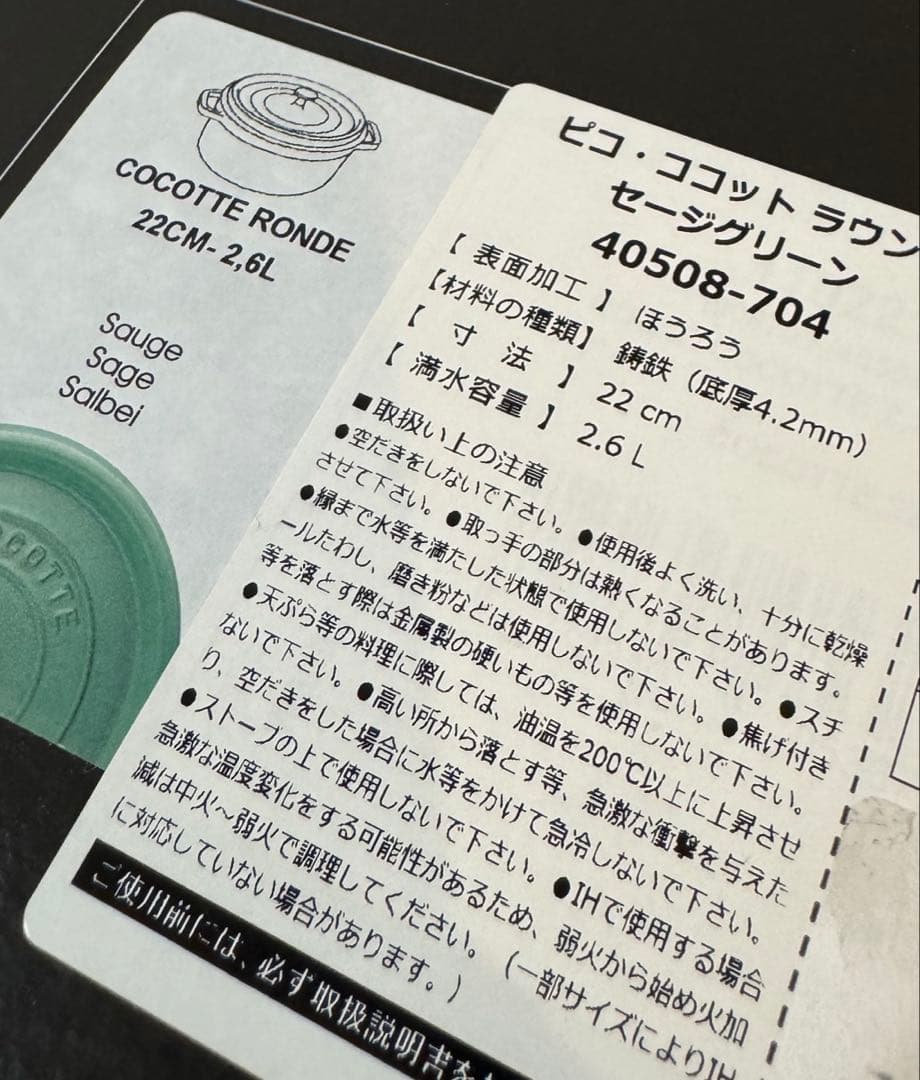 COCOTTE RONDE
22CM- 2,6L
Sauge
Sage
Salbei
COCOTTE
ピコ・ココット ラウン
セージグリーン
40508-704
【 表面加工 】 ほうろう
【材料の種類】 鋳鉄（底厚4.2mm）
【 寸 法 】 22 cm
【 満水容量 】 2.6 L
■取扱い上の注意
●空だきをしないで下さい。●使用後よく洗い、十分に乾燥
させて下さい。●取っ手の部分は熱くなることがあります。
●縁まで水等を満たした状態で使用しないで下さい。●スチ
ールたわし、磨き粉などは使用しないで下さい。●焦げ付き
等を落とす際は金属製の硬いもの等を使用しないで下さい。
●天ぷら等の料理に際しては、油温を200℃以上に上昇させ
ないで下さい。●高い所から落とす等、急激な衝撃を与えた
り、空だきをした場合に水等をかけて急冷しないで下さい。
●ストーブの上で使用しないで下さい。●IHで使用する場合
急激な温度変化をする可能性があるため、弱火から始め火加
減は中火～弱火で調理してください。（一部サイズによりIH
に対応していない場合があります。）
ご使用前には、必ず取扱説明書を